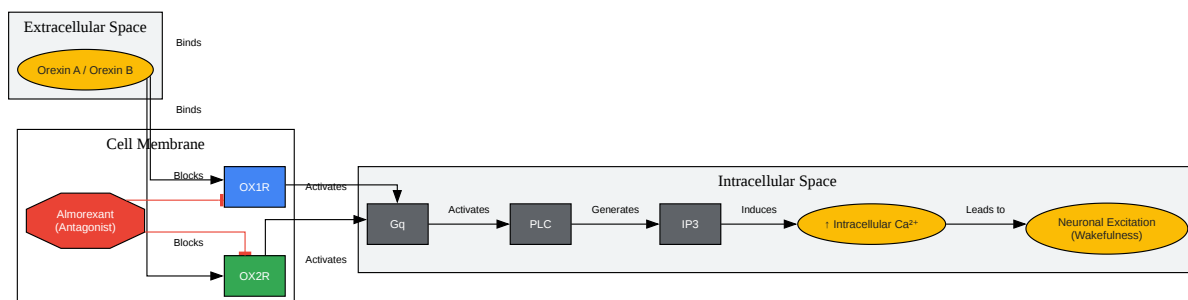 Extracellular Space
Orexin A / Orexin B
Binds
Binds
Cell Membrane
Blocks
OX1R
Activates
Almorexant
(Antagonist)
Blocks
OX2R
Activates
Intracellular Space
Gq
Activates
PLC
Generates
IP3
Induces
↑ Intracellular Ca²⁺
Leads to
Neuronal Excitation
(Wakefulness)